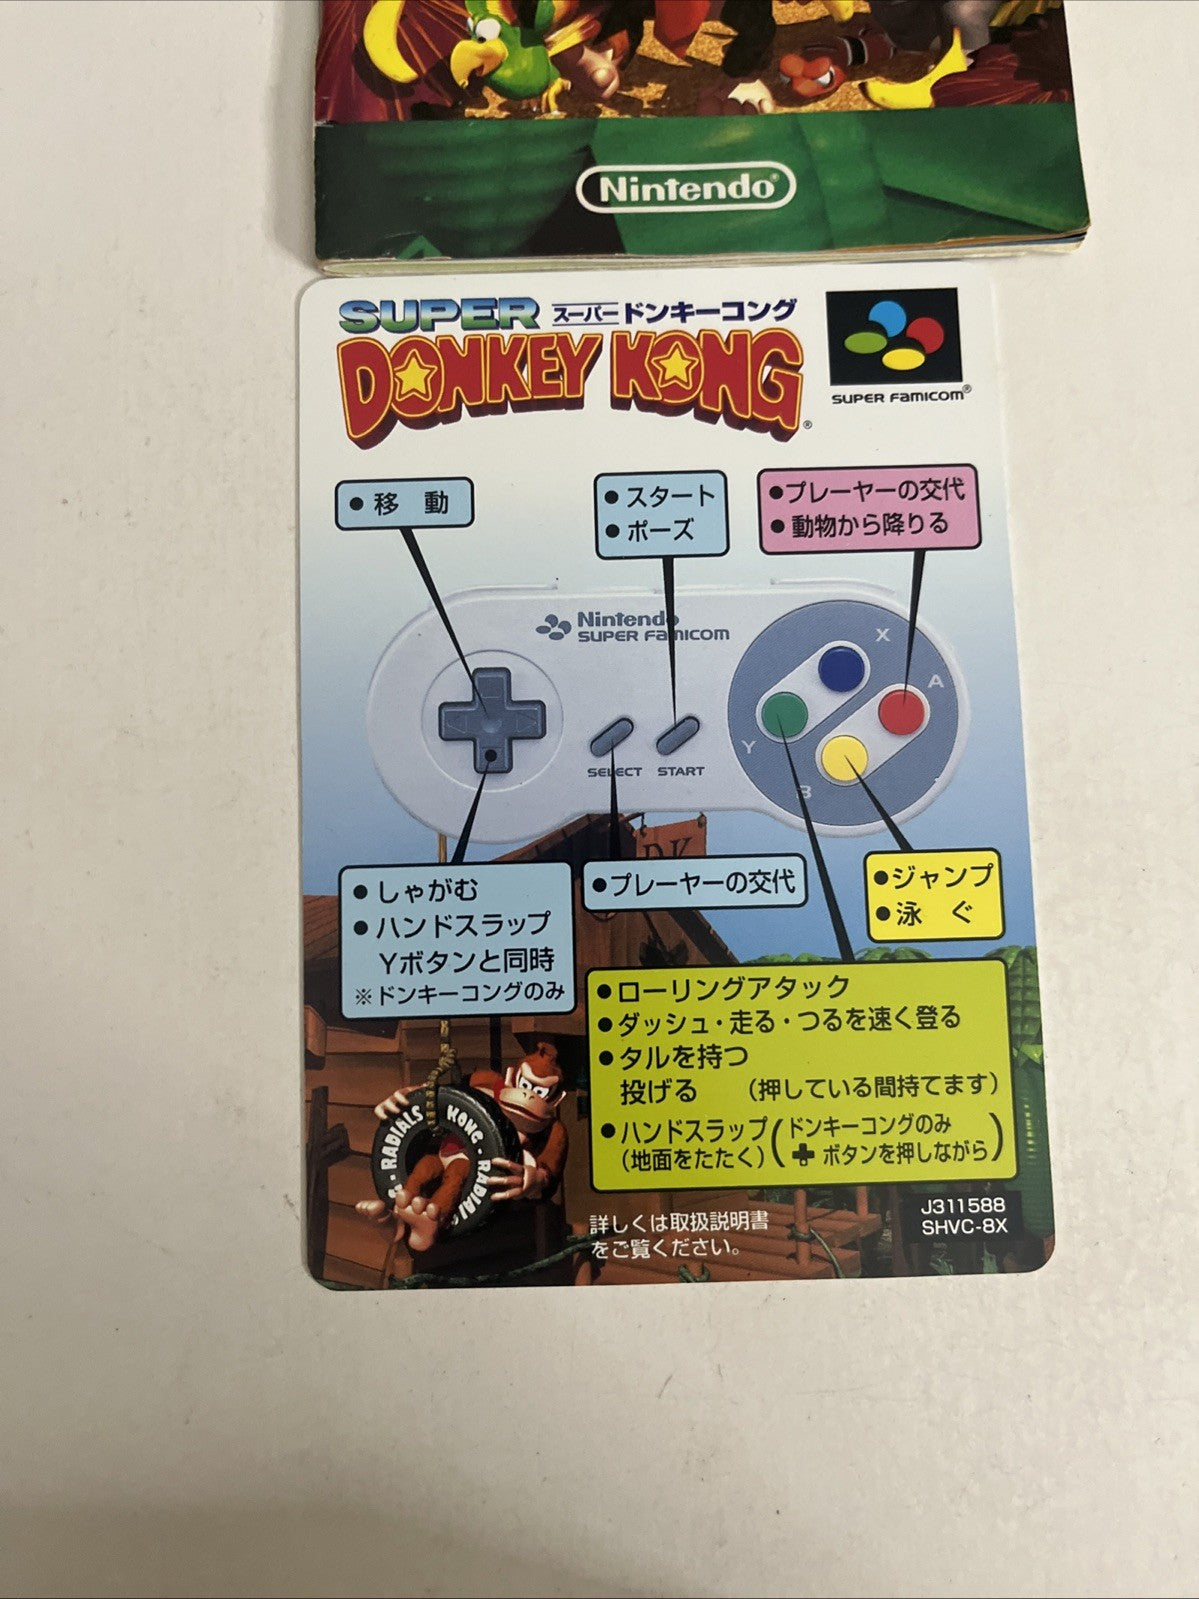 Nintendo®
SUPER スーパードンキーコング
DONKEY KONG®
SUPER FAMICOM®
●移 動
●スタート
●ポーズ
●プレーヤーの交代
●動物から降りる
Nintendo
SUPER FAMICOM
X
A
Y
B
SELECT START
●しゃがむ
●ハンドスラップ
Yボタンと同時
※ドンキーコングのみ
●プレーヤーの交代
●ジャンプ
●泳 ぐ
DK
●ローリングアタック
●ダッシュ・走る・つるを速く登る
●タルを持つ
投げる (押している間持てます)
●ハンドスラップ(ドンキーコングのみ
(地面をたたく) ✚ ボタンを押しながら)
RADIALS KONG - RADIALS
詳しくは取扱説明書
をご覧ください。
J311588
SHVC-8X